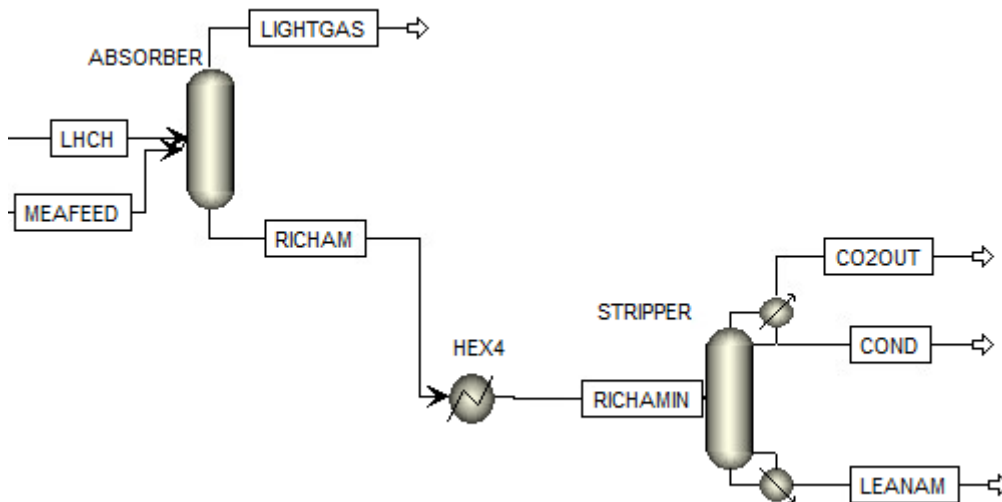 LIGHTGAS
ABSORBER
LHCH
MEAFEED
RICHAM
CO2OUT
STRIPPER
COND
HEX4
RICHAMIN
LEANAM